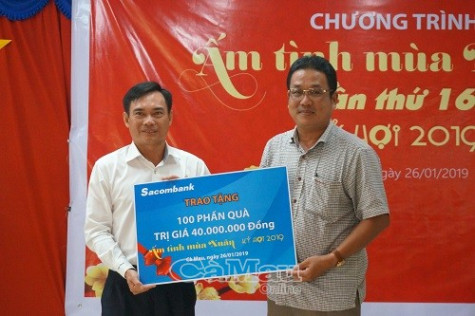 CHƯƠNG TRÌNH
Ấm tình mùa
ần thứ 16
ỷ Hợi 2019
ngày 26/01/2019
Sacombank
TRAO TẶNG
100 PHẦN QUÀ
TRỊ GIÁ 40.000.000 Đồng
Ấm tình mùa Xuân Kỷ Hợi 2019
Cà Mau, ngày 26/01/2019
CàMau
Online